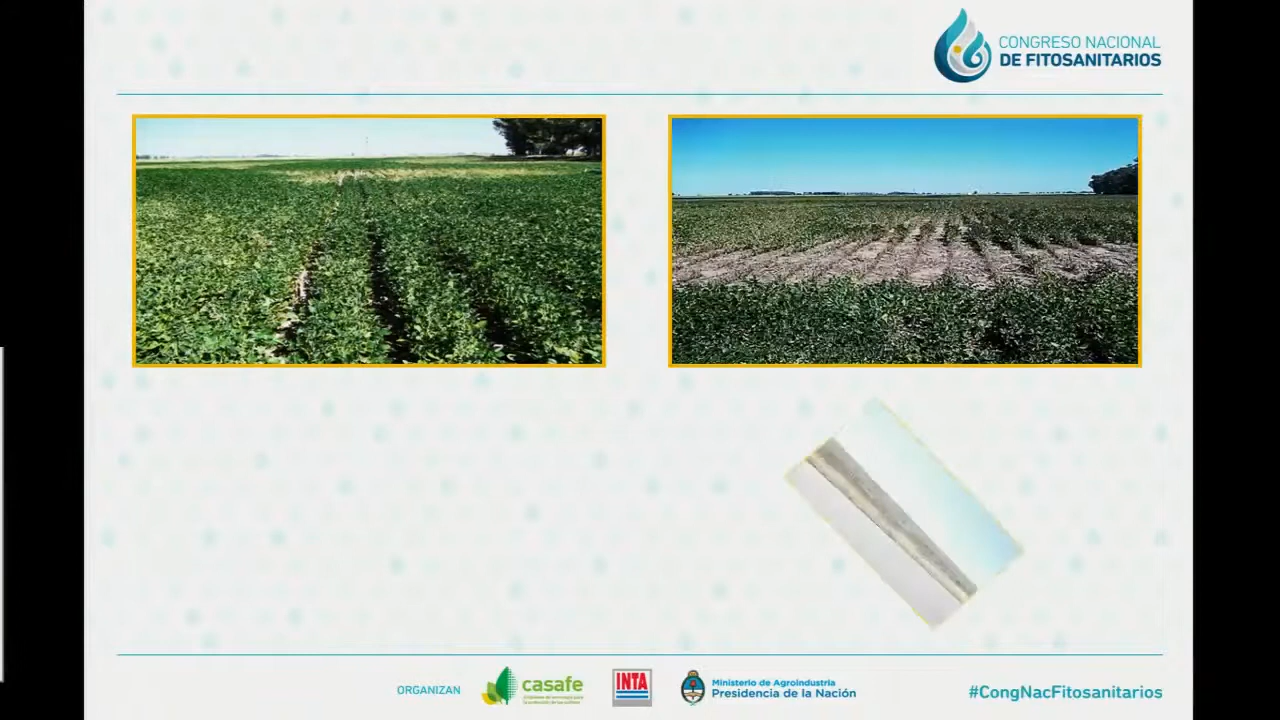 CONGRESO NACIONAL
DE FITOSANITARIOS
ORGANIZAN
casafe
INTA
Ministerio de Agroindustria
Presidencia de la Nación
#CongNacFitosanitarios